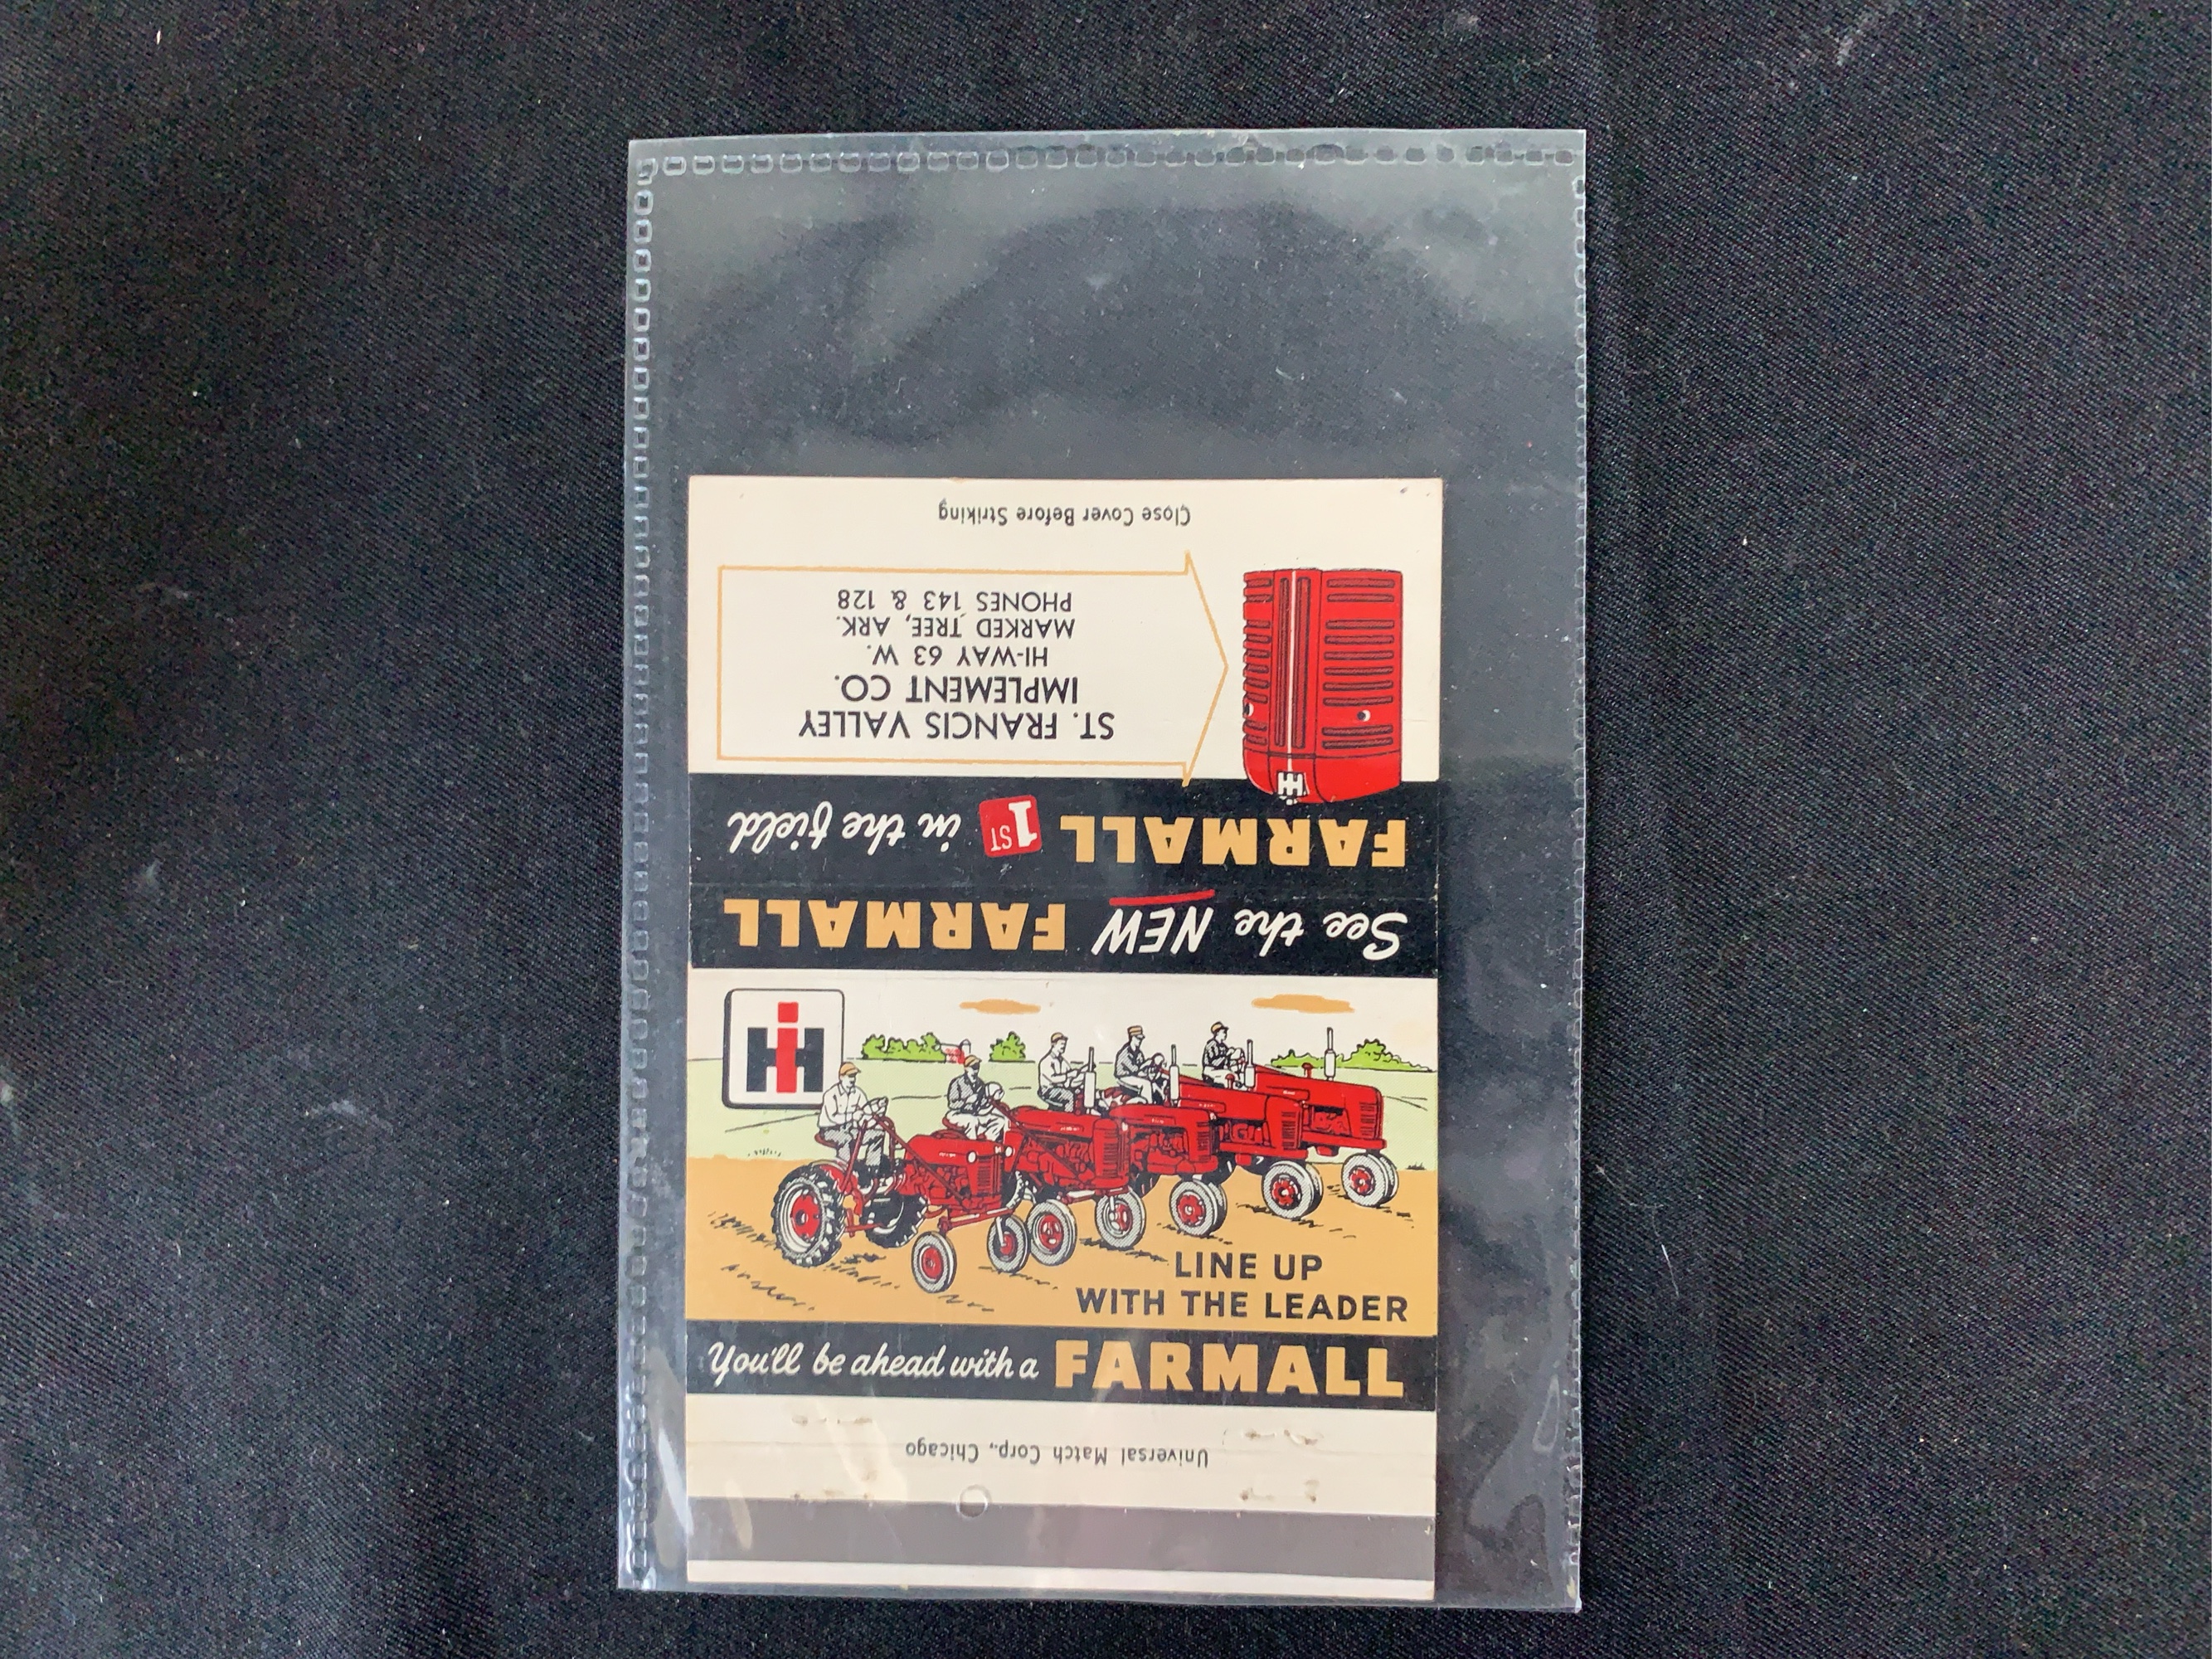 Close Cover Before Striking
ST. FRANCIS VALLEY
IMPLEMENT CO.
HI-WAY 63 W.
MARKED TREE, ARK.
PHONES 143 & 128
IH
FARMALL 1ST in the field
See the NEW FARMALL
IH
LINE UP
WITH THE LEADER
You'll be ahead with a FARMALL
Universal Match Corp., Chicago